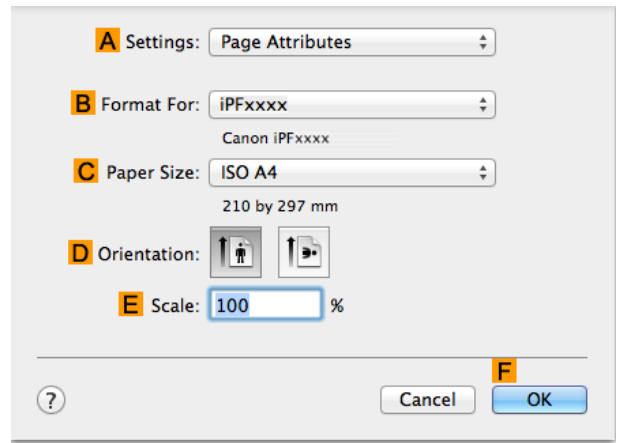 A Settings: Page Attributes
B Format For: iPFxxxx
Canon iPFxxxx
C Paper Size: ISO A4
210 by 297 mm
D Orientation:
E Scale: 100 %
F
? Cancel OK